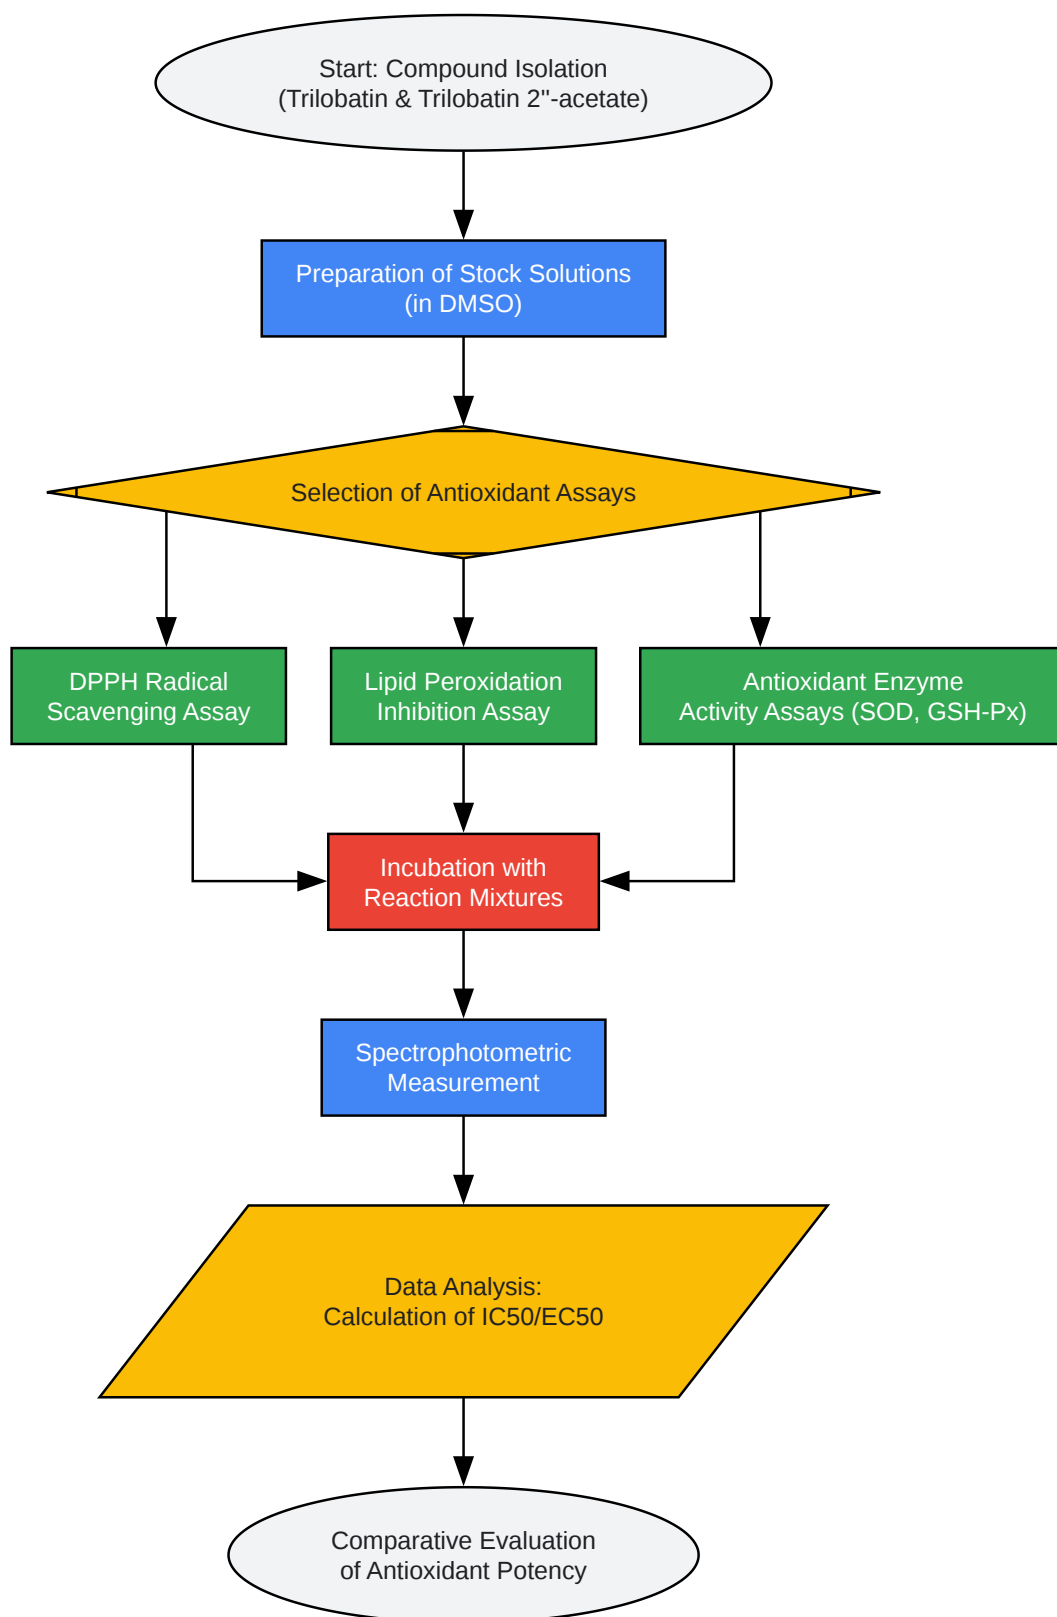 Start: Compound Isolation
(Trilobatin & Trilobatin 2''-acetate)
Preparation of Stock Solutions
(in DMSO)
Selection of Antioxidant Assays
DPPH Radical
Scavenging Assay
Lipid Peroxidation
Inhibition Assay
Antioxidant Enzyme
Activity Assays (SOD, GSH-Px)
Incubation with
Reaction Mixtures
Spectrophotometric
Measurement
Data Analysis:
Calculation of IC50/EC50
Comparative Evaluation
of Antioxidant Potency